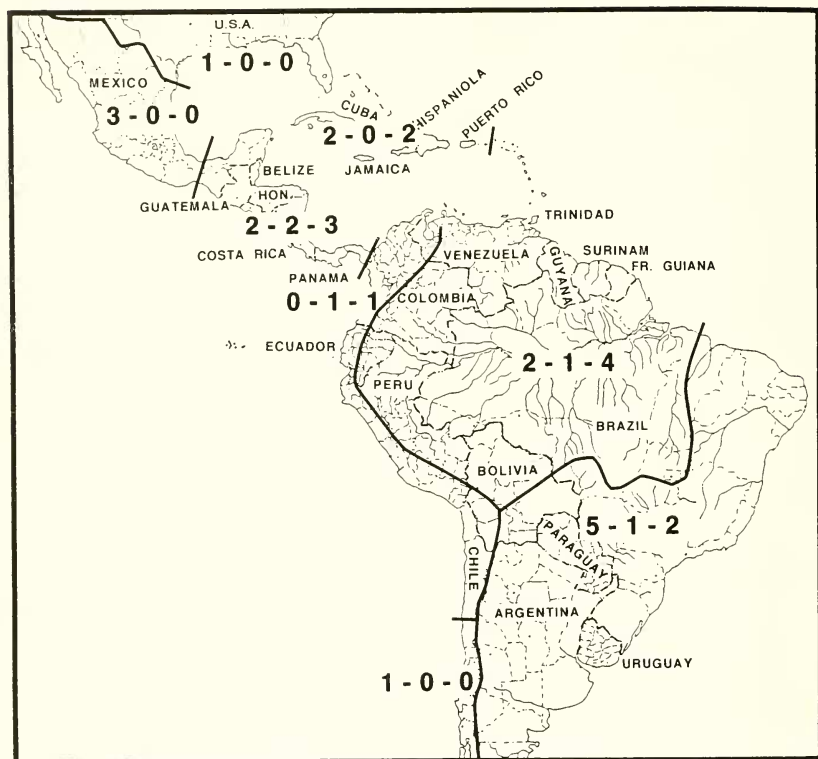 U.S.A.
1 - 0 - 0
MEXICO
3 - 0 - 0
CUBA
HISPANIOLA
PUERTO RICO
2 - 0 - 2
BELIZE
JAMAICA
HON.
GUATEMALA
2 - 2 - 3
TRINIDAD
COSTA RICA
VENEZUELA
GUYANA
SURINAM
FR. GUIANA
PANAMA
0 - 1 - 1
COLOMBIA
ECUADOR
2 - 1 - 4
PERU
BRAZIL
BOLIVIA
5 - 1 - 2
PARAGUAY
CHILE
ARGENTINA
URUGUAY
1 - 0 - 0